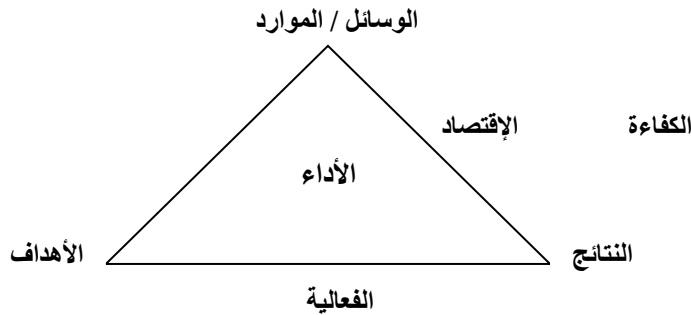 الوسائل / الموارد
الإقتصاد
الكفاءة
الأداء
النتائج
الأهداف
الفعالية